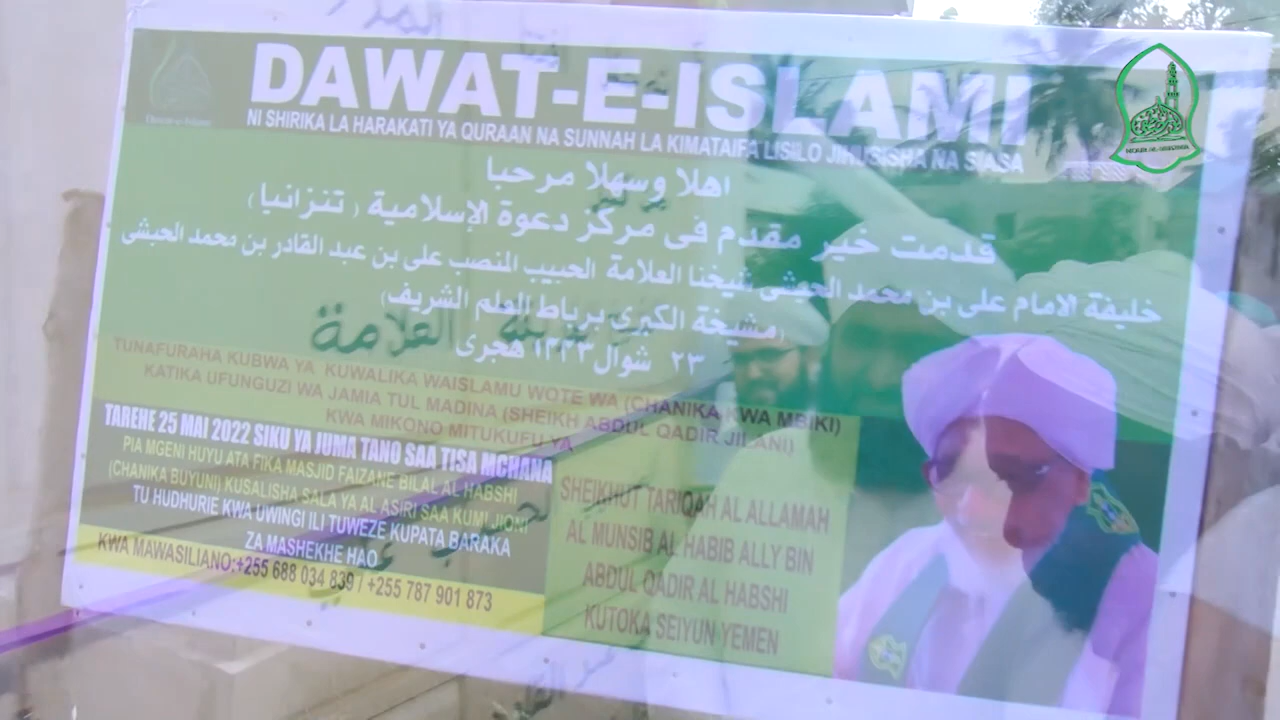 DAWAT-E-ISLAMI
NI SHIRIKA LA HARAKATI YA QURAAN NA SUNNAH LA KIMATAIFA LISILO JIHUSISHA NA SIASA
اهلا وسهلا مرحبا
قدمت خير مقدم فى مركز دعوة الإسلامية ( تنزانيا )
خليفة الامام على بن محمد الحبشى شيخنا العلامة الحبيب المنصب على بن عبد القادر بن محمد الحبشى
(مشيخة الكبري برباط العلم الشريف)
٢٣ شوال ١٤٤٣ هجرى
العلامة
TUNAFURAHA KUBWA YA KUWALIKA WAISLAMU WOTE WA (CHANIKA KWA MBIKI)
KATIKA UFUNGUZI WA JAMIA TUL MADINA (SHEIKH ABDUL QADIR JILANI)
KWA MIKONO MITUKUFU YA
TAREHE 25 MAI 2022 SIKU YA JUMA TANO SAA TISA MCHANA
PIA MGENI HUYU ATA FIKA MASJID FAIZANE BILAL AL HABSHI
(CHANIKA BUYUNI) KUSALISHA SALA YA AL ASIRI SAA KUMI JIONI
TU HUDHURIE KWA UWINGI ILI TUWEZE KUPATA BARAKA
ZA MASHEKHE HAO
KWA MAWASILIANO:+255 688 034 839 / +255 787 901 873
SHEIKHUT TARIQAH AL ALLAMAH
AL MUNSIB AL HABIB ALLY BIN
ABDUL QADIR AL HABSHI
KUTOKA SEIYUN YEMEN